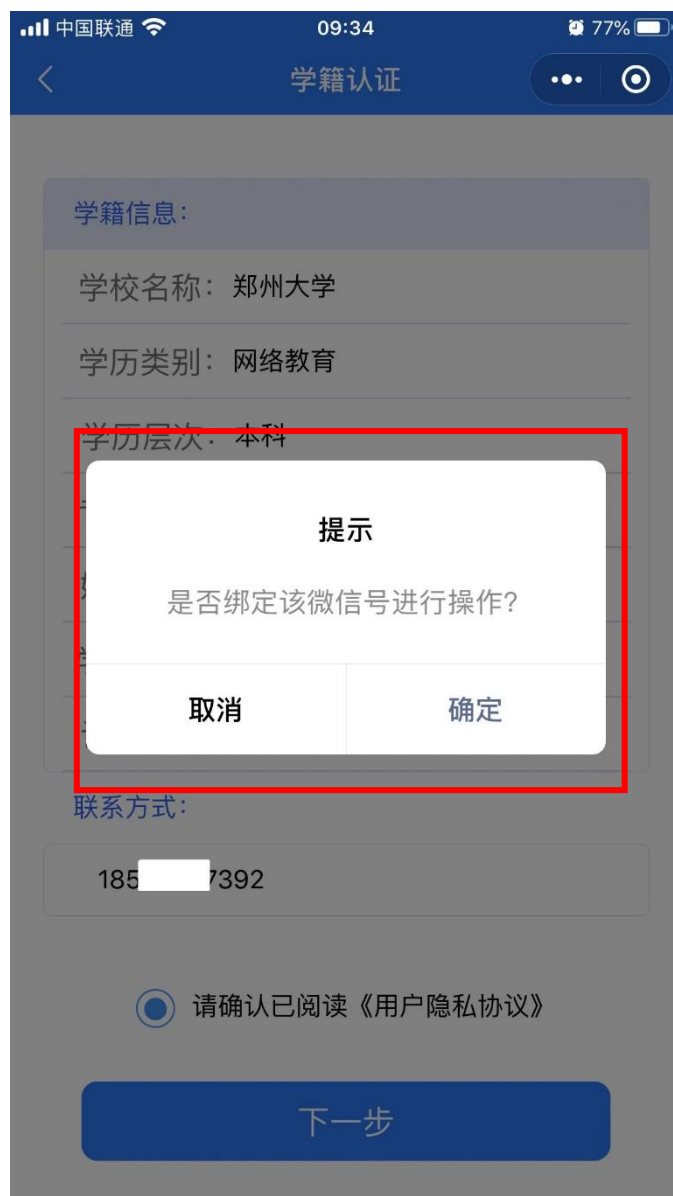 中国联通 09:34 77%
学籍认证
学籍信息：
学校名称：郑州大学
学历类别：网络教育
学历层次：本科
提示
是否绑定该微信号进行操作？
取消 确定
联系方式：
185 7392
请确认已阅读《用户隐私协议》
下一步